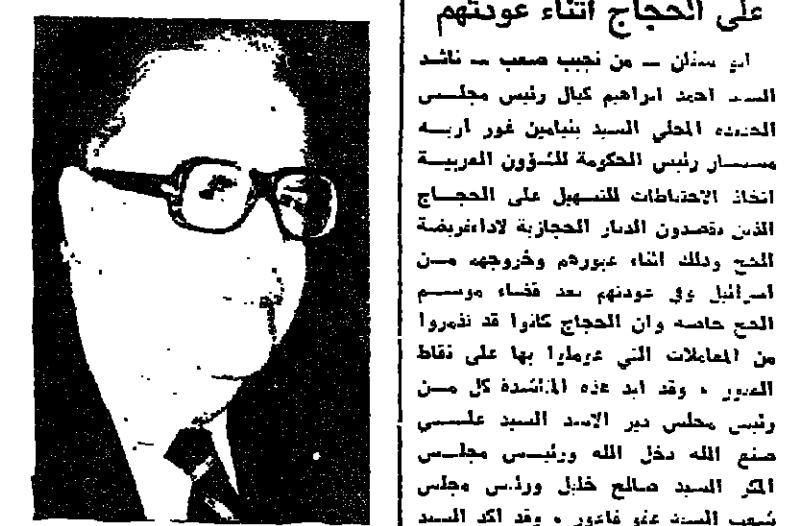 على الحجاج اثناء عودتهم
ابو سنان ــ من نجيب صعب ــ ناشد
السيد احمد ابراهيم كيال رئيس مجلس
المحلي السيد بنيامين غور اريه
مستشار رئيس الحكومة للشؤون العربية
اتخاذ الاحتياطات للتسهيل على الحجاج
الذين يقصدون الديار الحجازية لاداء فريضة
الحج وذلك اثناء عبورهم وخروجهم من
اسرائيل وفي عودتهم بعد قضاء موسم
الحج خاصه وان الحجاج كانوا قد تذمروا
من المعاملات التي عوملوا بها على نقاط
العبور ، وقد ايد هذه المناشدة كل من
رئيس مجلس دير الاسد السيد علي
صنع الله دخل الله ورئيس مجلس
المكر السيد صالح خليل ورئيس مجلس
شعب السيد عفو فاعور ، وقد اكد السيد